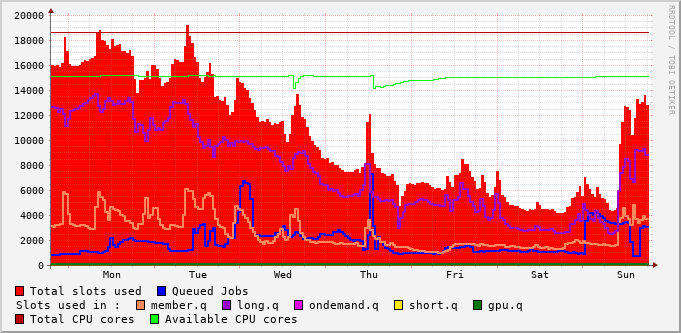 20000
18000
16000
14000
12000
10000
8000
6000
4000
2000
0
Mon Tue Wed Thu Fri Sat Sun
RRDTOOL / TOBI OETIKER
Total slots used Queued Jobs
Slots used in : member.q long.q ondemand.q short.q gpu.q
Total CPU cores Available CPU cores